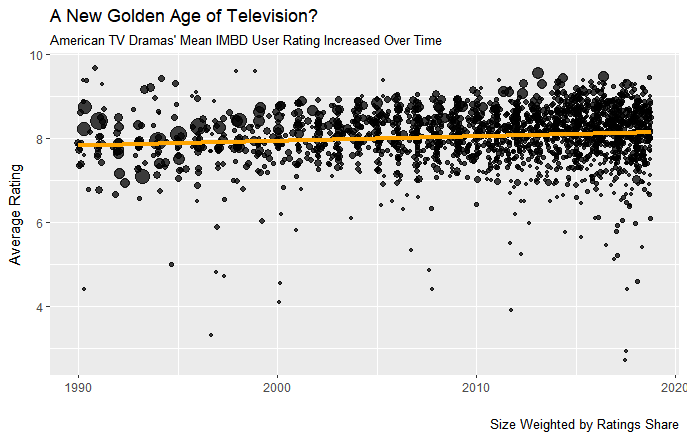 A New Golden Age of Television?
American TV Dramas' Mean IMBD User Rating Increased Over Time
10
8
6
4
Average Rating
1990
2000
2010
2020
Size Weighted by Ratings Share